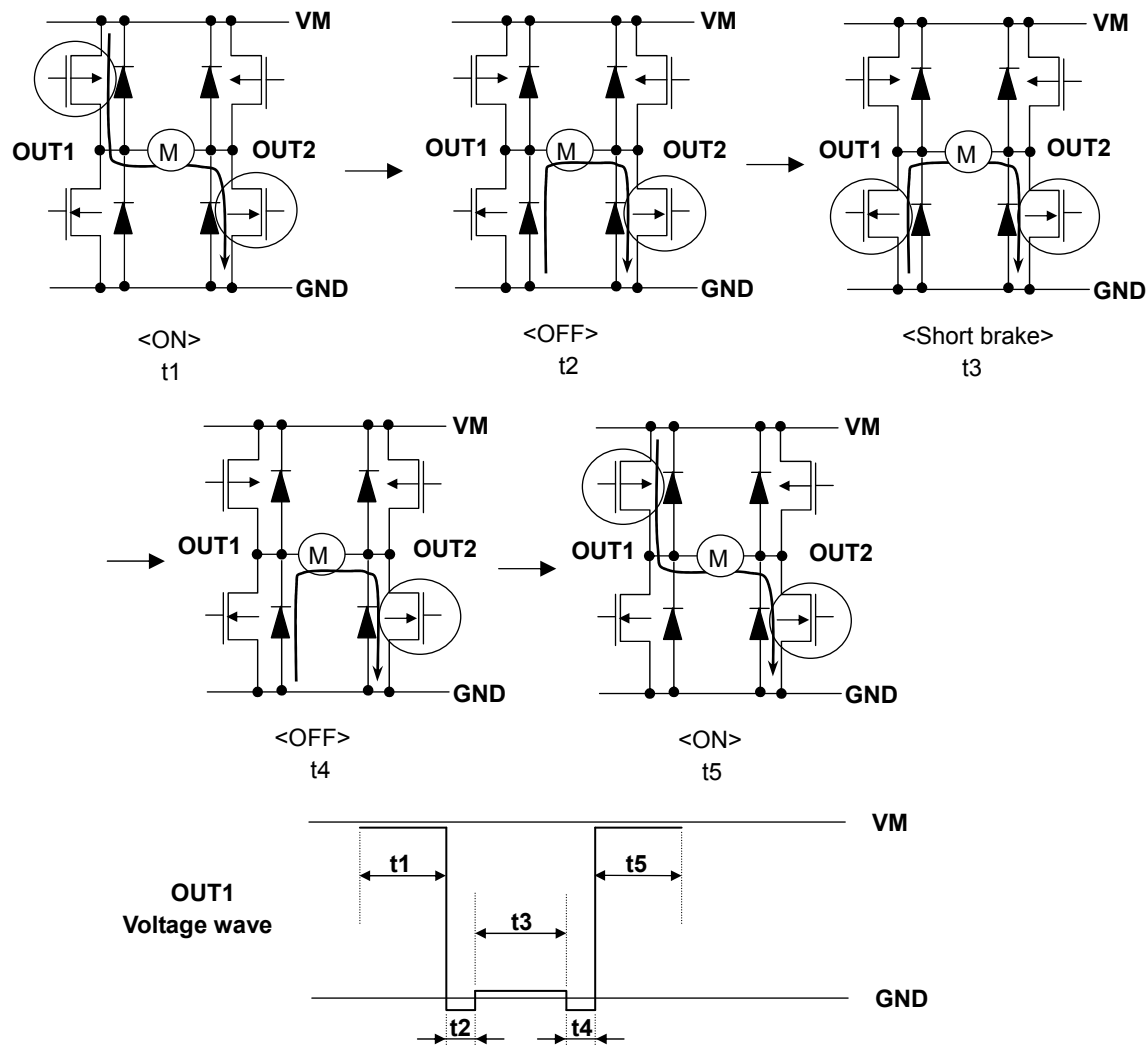 VM VM VM
M M M
OUT1 OUT2 OUT1 OUT2 OUT1 OUT2
GND GND GND
<ON> <OFF> <Short brake>
t1 t2 t3
VM VM
OUT1 M OUT2 OUT1 M OUT2
GND GND
<OFF> <ON>
t4 t5
VM
t1 t5
OUT1
Voltage wave
t3
GND
t2 t4